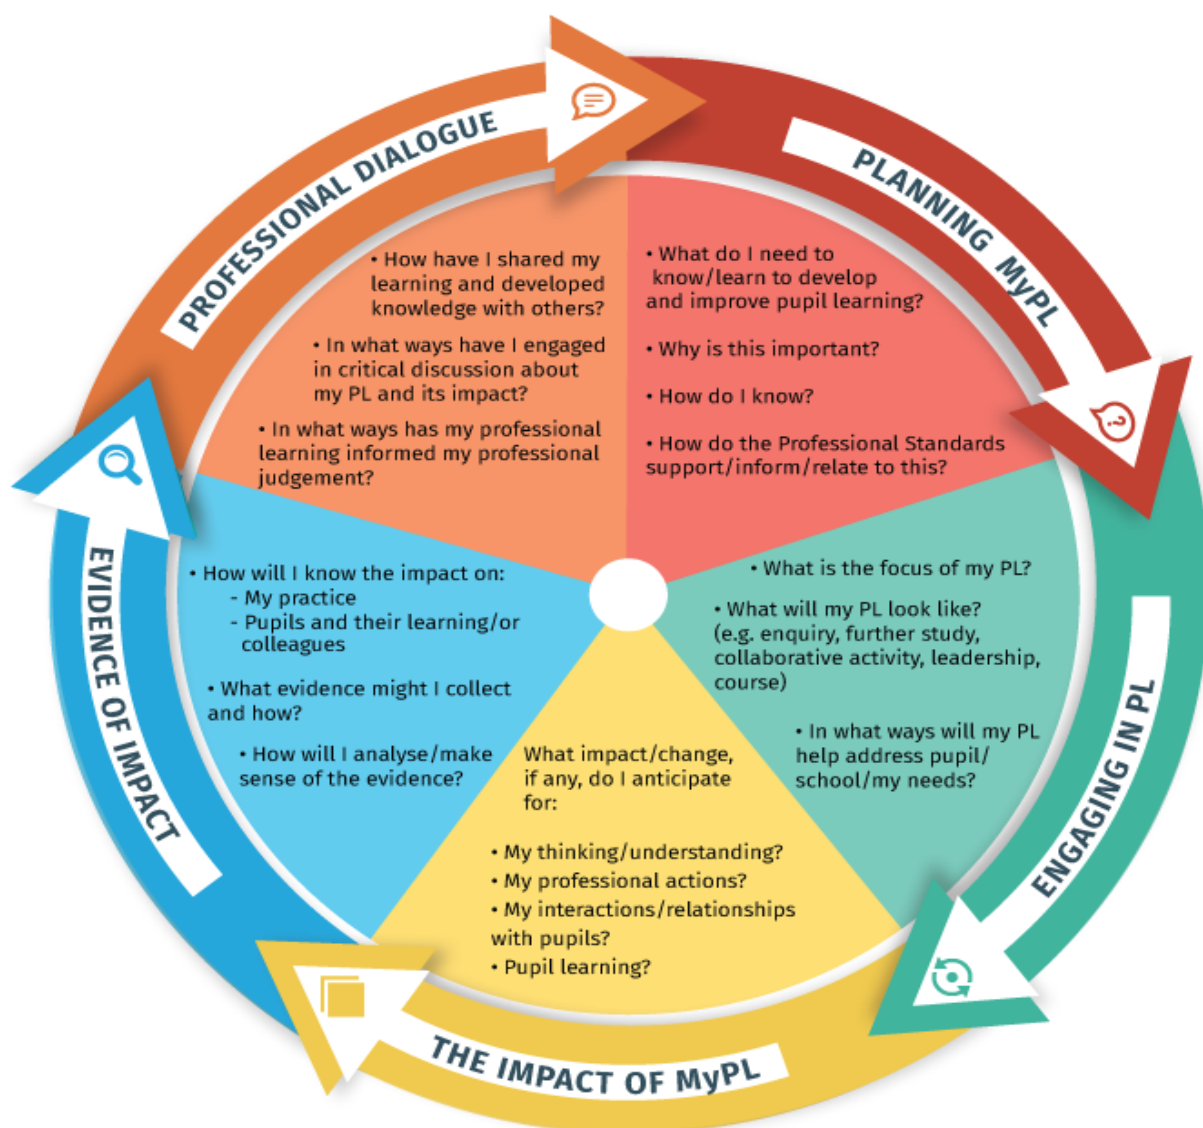 PROFESSIONAL DIALOGUE
• How have I shared my
learning and developed
knowledge with others?
• In what ways have I engaged
in critical discussion about
my PL and its impact?
• In what ways has my professional
learning informed my professional
judgement?
PLANNING MyPL
• What do I need to
know/learn to develop
and improve pupil learning?
• Why is this important?
• How do I know?
• How do the Professional Standards
support/inform/relate to this?
ENGAGING IN PL
• What is the focus of my PL?
• What will my PL look like?
(e.g. enquiry, further study,
collaborative activity, leadership,
course)
• In what ways will my PL
help address pupil/
school/my needs?
THE IMPACT OF MyPL
What impact/change,
if any, do I anticipate
for:
• My thinking/understanding?
• My professional actions?
• My interactions/relationships
with pupils?
• Pupil learning?
EVIDENCE OF IMPACT
• How will I know the impact on:
- My practice
- Pupils and their learning/or
colleagues
• What evidence might I collect
and how?
• How will I analyse/make
sense of the evidence?
?